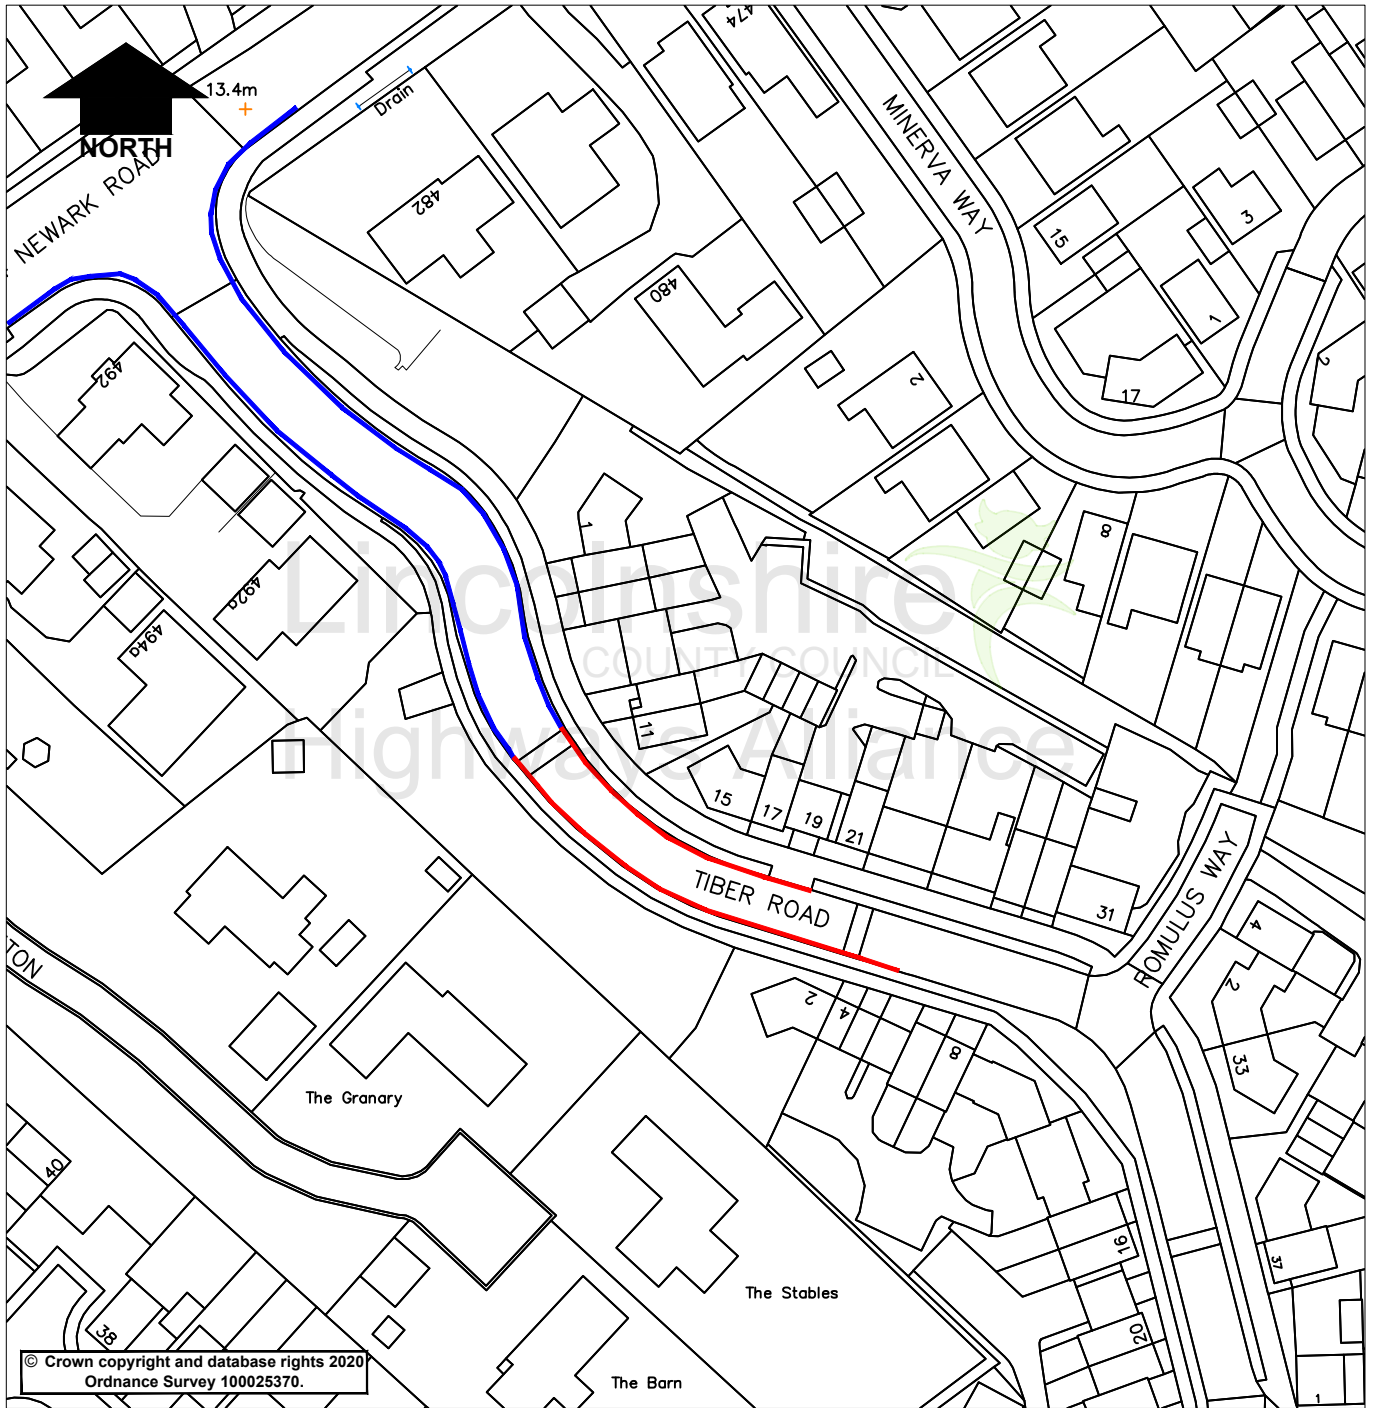 474
13.4m
Drain
NORTH
NEWARK ROAD
MINERVA WAY
482
480
15
3
1
2
17
2
492
1
8
492a
494a
Lincolnshire
COUNTY COUNCIL
Highways Alliance
11
15
17
19
21
31
TIBER ROAD
ROMULUS WAY
4
2
33
TON
2
4
8
The Granary
40
16
37
The Stables
20
38
1
The Barn
© Crown copyright and database rights 2020
Ordnance Survey 100025370.